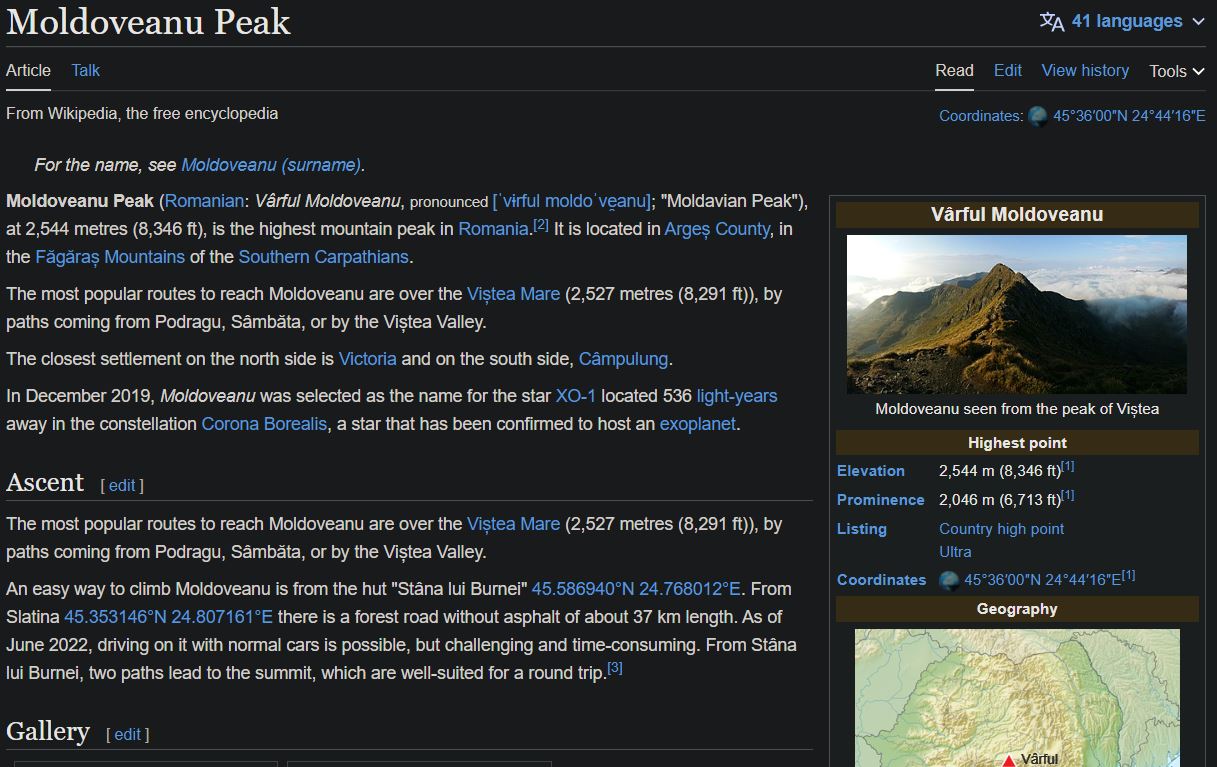 Moldoveanu Peak
41 languages
Article Talk
Read Edit View history Tools
From Wikipedia, the free encyclopedia
Coordinates: 45°36′00″N 24°44′16″E
For the name, see Moldoveanu (surname).
Moldoveanu Peak (Romanian: Vârful Moldoveanu, pronounced [ˈvɨrful moldoˈve̯anu]; "Moldavian Peak"),
at 2,544 metres (8,346 ft), is the highest mountain peak in Romania.[2] It is located in Argeș County, in
the Făgăraș Mountains of the Southern Carpathians.
The most popular routes to reach Moldoveanu are over the Viștea Mare (2,527 metres (8,291 ft)), by
paths coming from Podragu, Sâmbăta, or by the Viștea Valley.
The closest settlement on the north side is Victoria and on the south side, Câmpulung.
In December 2019, Moldoveanu was selected as the name for the star XO-1 located 536 light-years
away in the constellation Corona Borealis, a star that has been confirmed to host an exoplanet.
Ascent [ edit ]
The most popular routes to reach Moldoveanu are over the Viștea Mare (2,527 metres (8,291 ft)), by
paths coming from Podragu, Sâmbăta, or by the Viștea Valley.
An easy way to climb Moldoveanu is from the hut "Stâna lui Burnei" 45.586940°N 24.768012°E. From
Slatina 45.353146°N 24.807161°E there is a forest road without asphalt of about 37 km length. As of
June 2022, driving on it with normal cars is possible, but challenging and time-consuming. From Stâna
lui Burnei, two paths lead to the summit, which are well-suited for a round trip.[3]
Gallery [ edit ]
Vârful Moldoveanu
Moldoveanu seen from the peak of Viștea
Highest point
Elevation 2,544 m (8,346 ft)[1]
Prominence 2,046 m (6,713 ft)[1]
Listing Country high point
Ultra
Coordinates 45°36′00″N 24°44′16″E[1]
Geography
Vârful